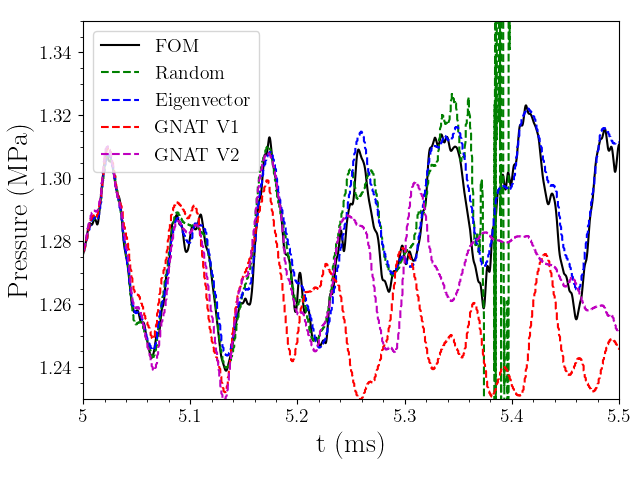 FOM
Random
Eigenvector
GNAT V1
GNAT V2
Pressure (MPa)
1.34
1.32
1.30
1.28
1.26
1.24
5 5.1 5.2 5.3 5.4 5.5
t (ms)